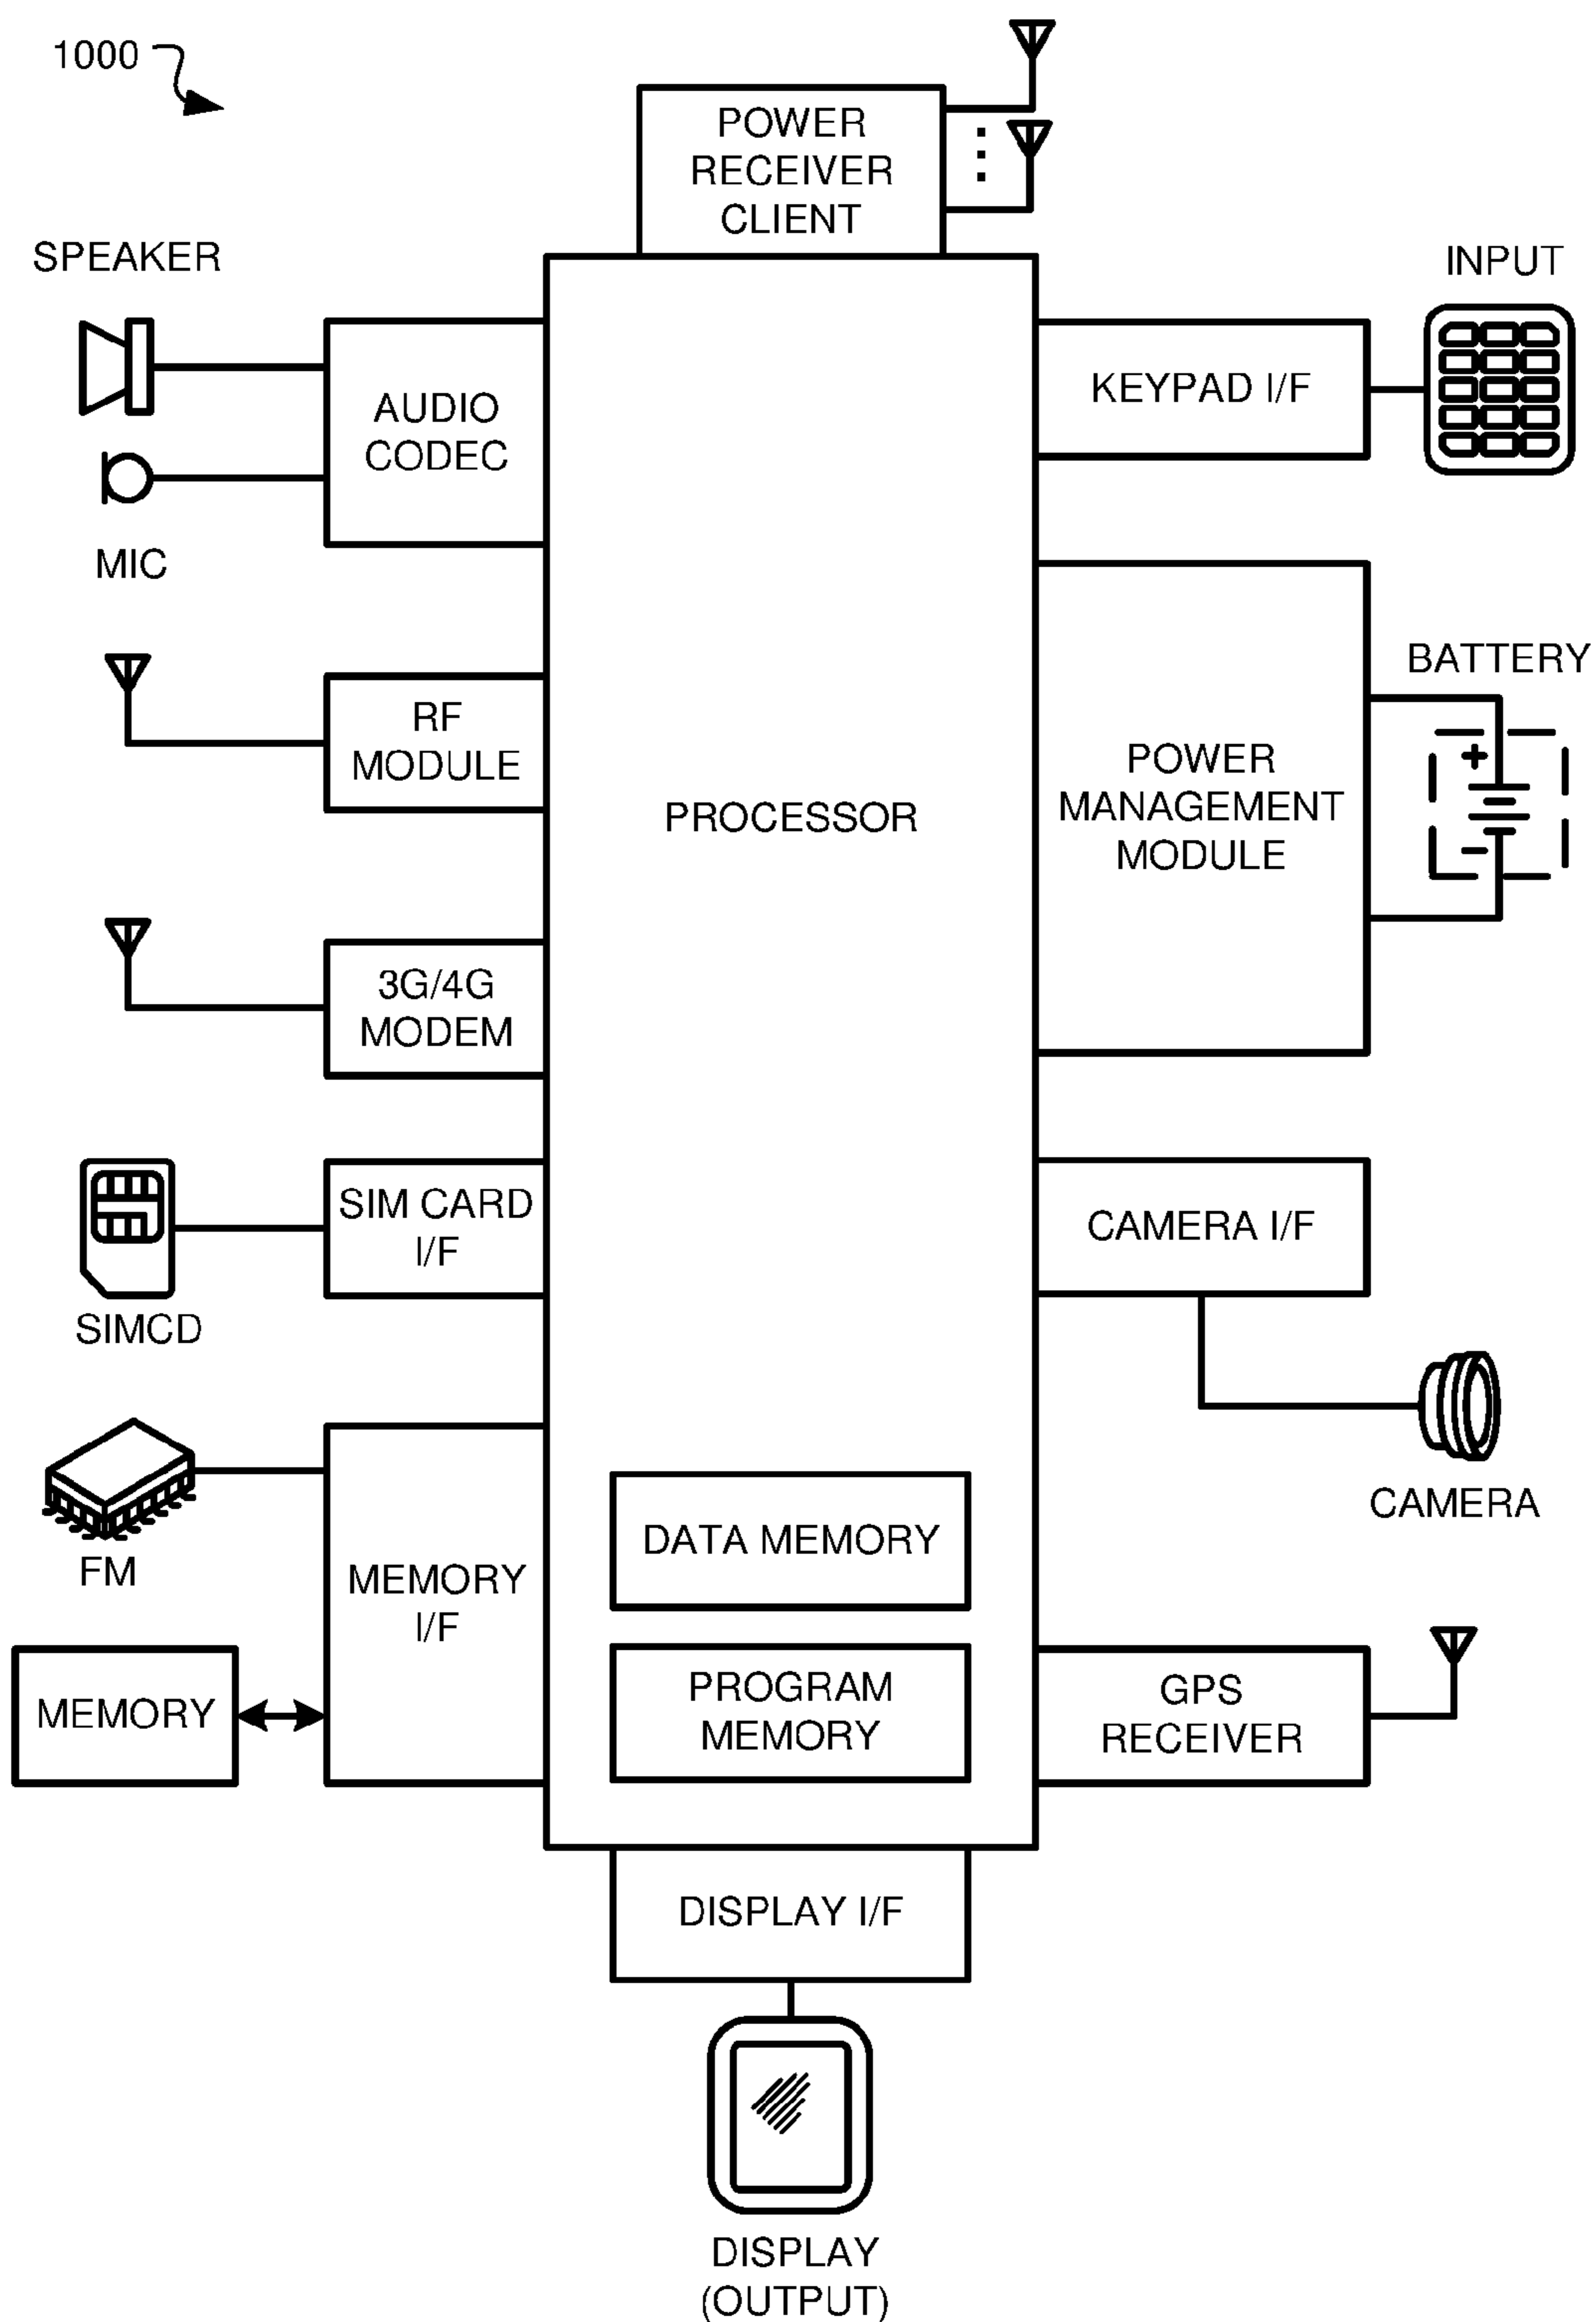 1000
POWER
RECEIVER
CLIENT
SPEAKER
INPUT
AUDIO
CODEC
KEYPAD I/F
MIC
BATTERY
RF
MODULE
PROCESSOR
POWER
MANAGEMENT
MODULE
+
−
3G/4G
MODEM
SIM CARD
I/F
CAMERA I/F
SIMCD
CAMERA
FM
MEMORY
I/F
DATA MEMORY
MEMORY
PROGRAM
MEMORY
GPS
RECEIVER
DISPLAY I/F
DISPLAY
(OUTPUT)